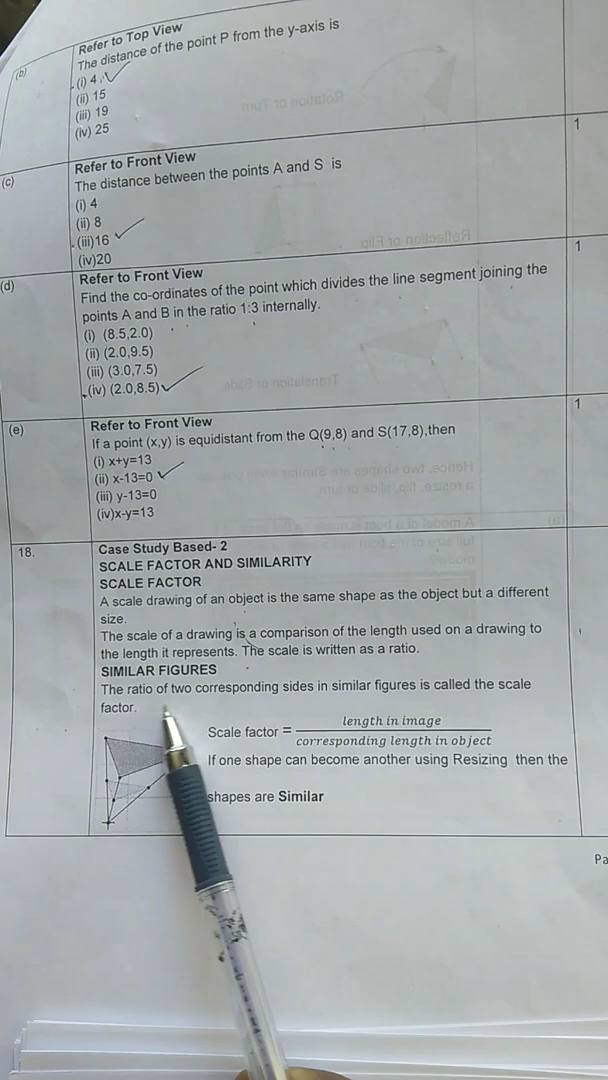 (b)
Refer to Top View
The distance of the point P from the y-axis is
(i) 4
(ii) 15
(iii) 19
(iv) 25
1
(c)
Refer to Front View
The distance between the points A and S is
(i) 4
(ii) 8
(iii)16
(iv)20
1
(d)
Refer to Front View
Find the co-ordinates of the point which divides the line segment joining the
points A and B in the ratio 1:3 internally.
(i) (8.5,2.0)
(ii) (2.0,9.5)
(iii) (3.0,7.5)
(iv) (2.0,8.5)
1
(e)
Refer to Front View
If a point (x,y) is equidistant from the Q(9,8) and S(17,8),then
(i) x+y=13
(ii) x-13=0
(iii) y-13=0
(iv)x-y=13
18.
Case Study Based- 2
SCALE FACTOR AND SIMILARITY
SCALE FACTOR
A scale drawing of an object is the same shape as the object but a different
size.
The scale of a drawing is a comparison of the length used on a drawing to
the length it represents. The scale is written as a ratio.
SIMILAR FIGURES
The ratio of two corresponding sides in similar figures is called the scale
factor.
Scale factor = length in image / corresponding length in object
If one shape can become another using Resizing then the
shapes are Similar
Pa